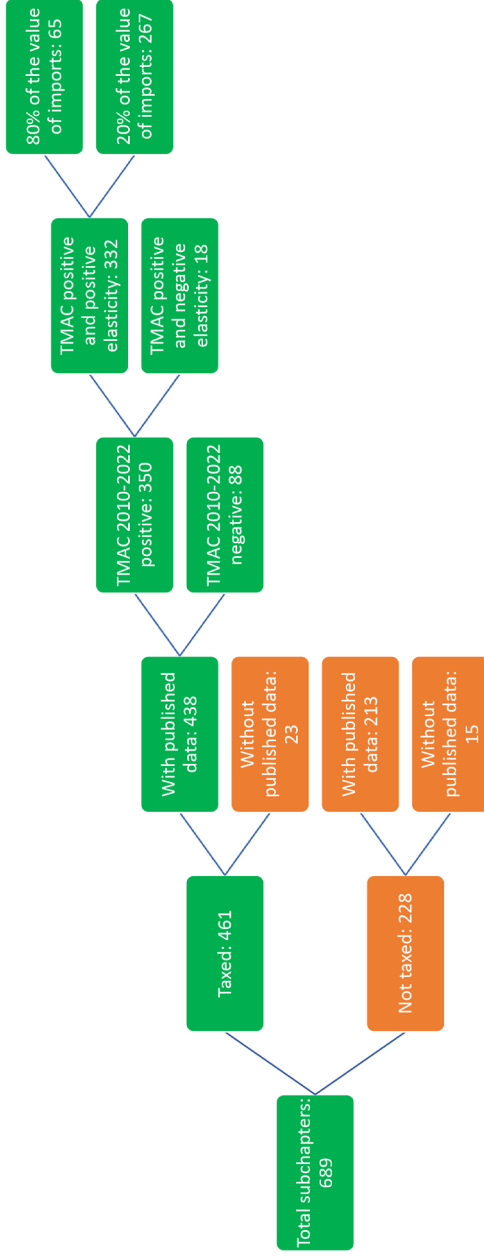 Total subchapters:
689
Taxed: 461
Not taxed: 228
With published
data: 438
Without
published data:
23
With published
data: 213
Without
published data:
15
TMAC 2010-2022
positive: 350
TMAC 2010-2022
negative: 88
TMAC positive
and positive
elasticity: 332
TMAC positive
and negative
elasticity: 18
80% of the value
of imports: 65
20% of the value
of imports: 267